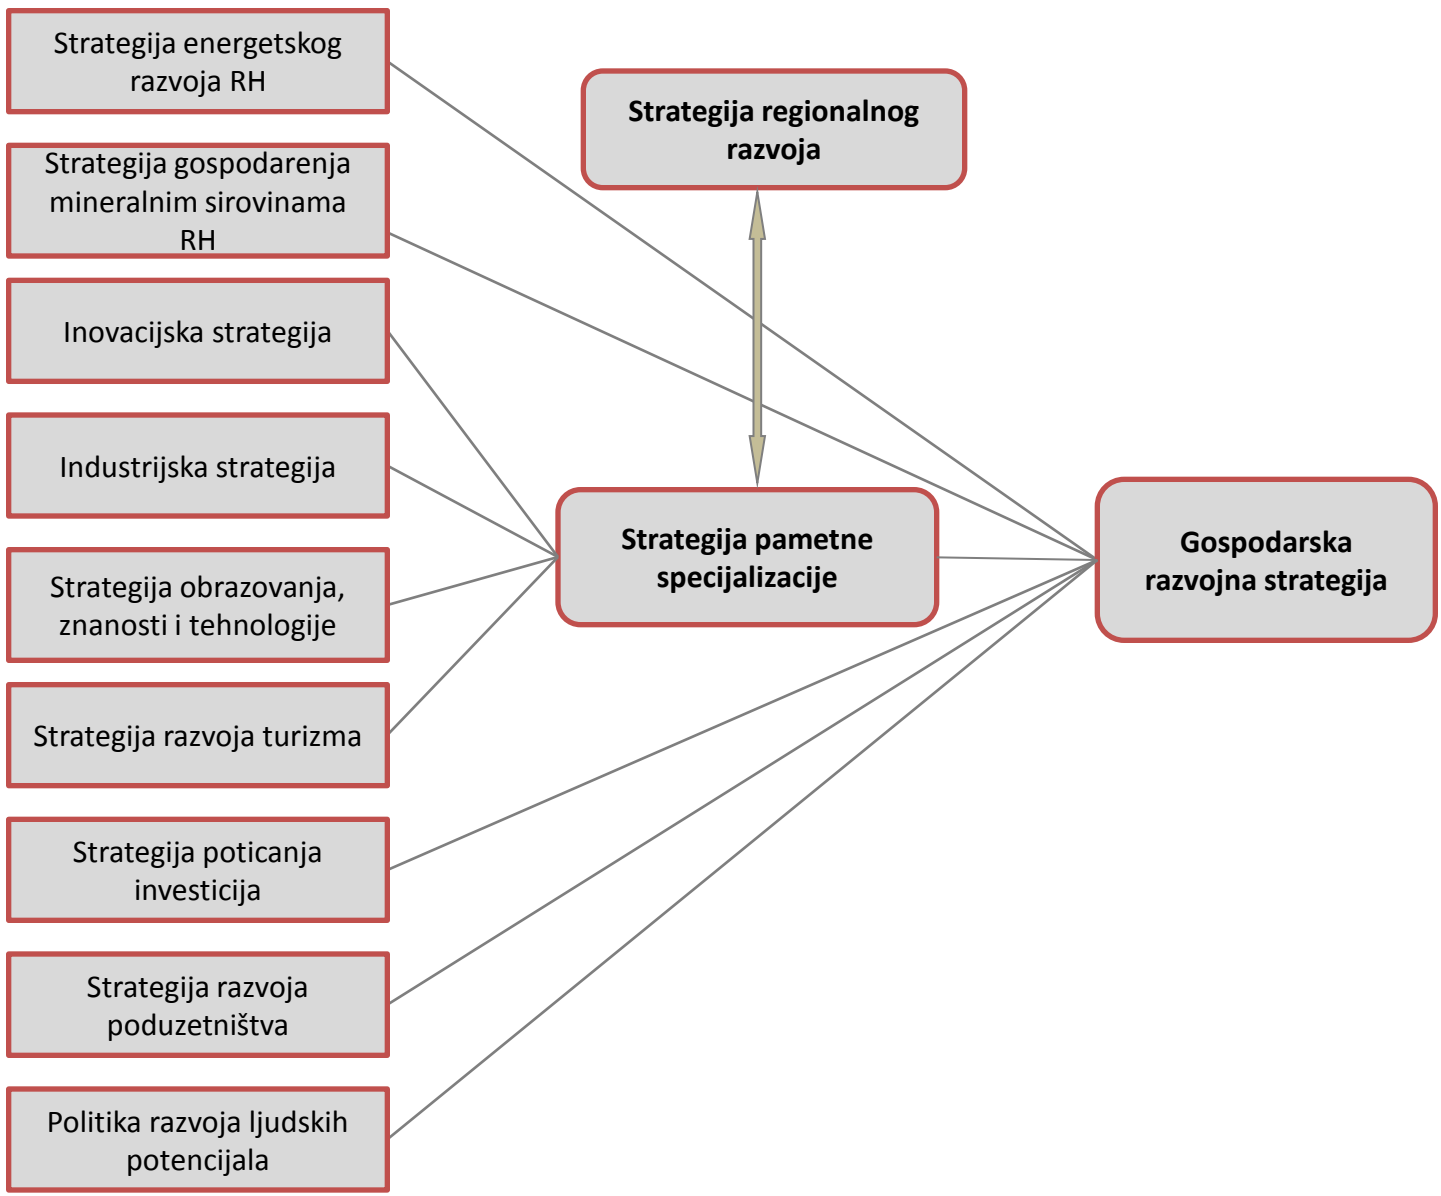 Strategija energetskog
razvoja RH
Strategija gospodarenja
mineralnim sirovinama
RH
Inovacijska strategija
Industrijska strategija
Strategija obrazovanja,
znanosti i tehnologije
Strategija razvoja turizma
Strategija poticanja
investicija
Strategija razvoja
poduzetništva
Politika razvoja ljudskih
potencijala
Strategija regionalnog
razvoja
Strategija pametne
specijalizacije
Gospodarska
razvojna strategija